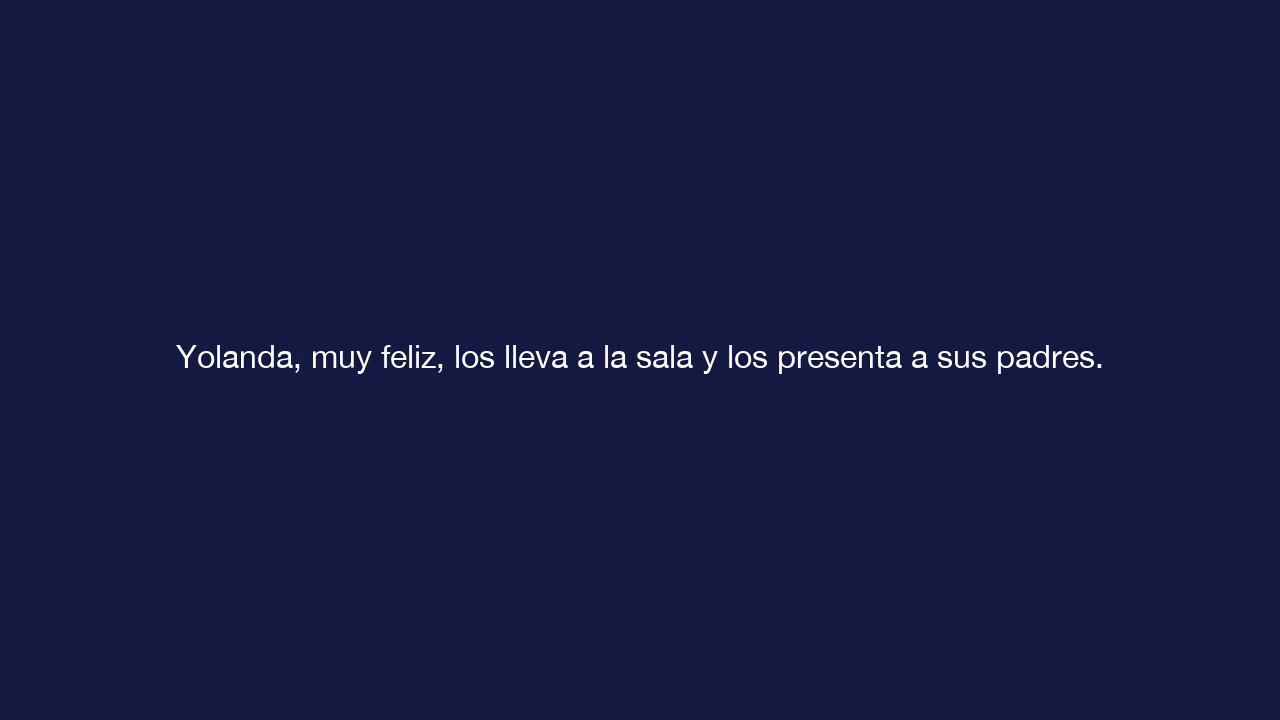 Yolanda, muy feliz, los lleva a la sala y los presenta a sus padres.